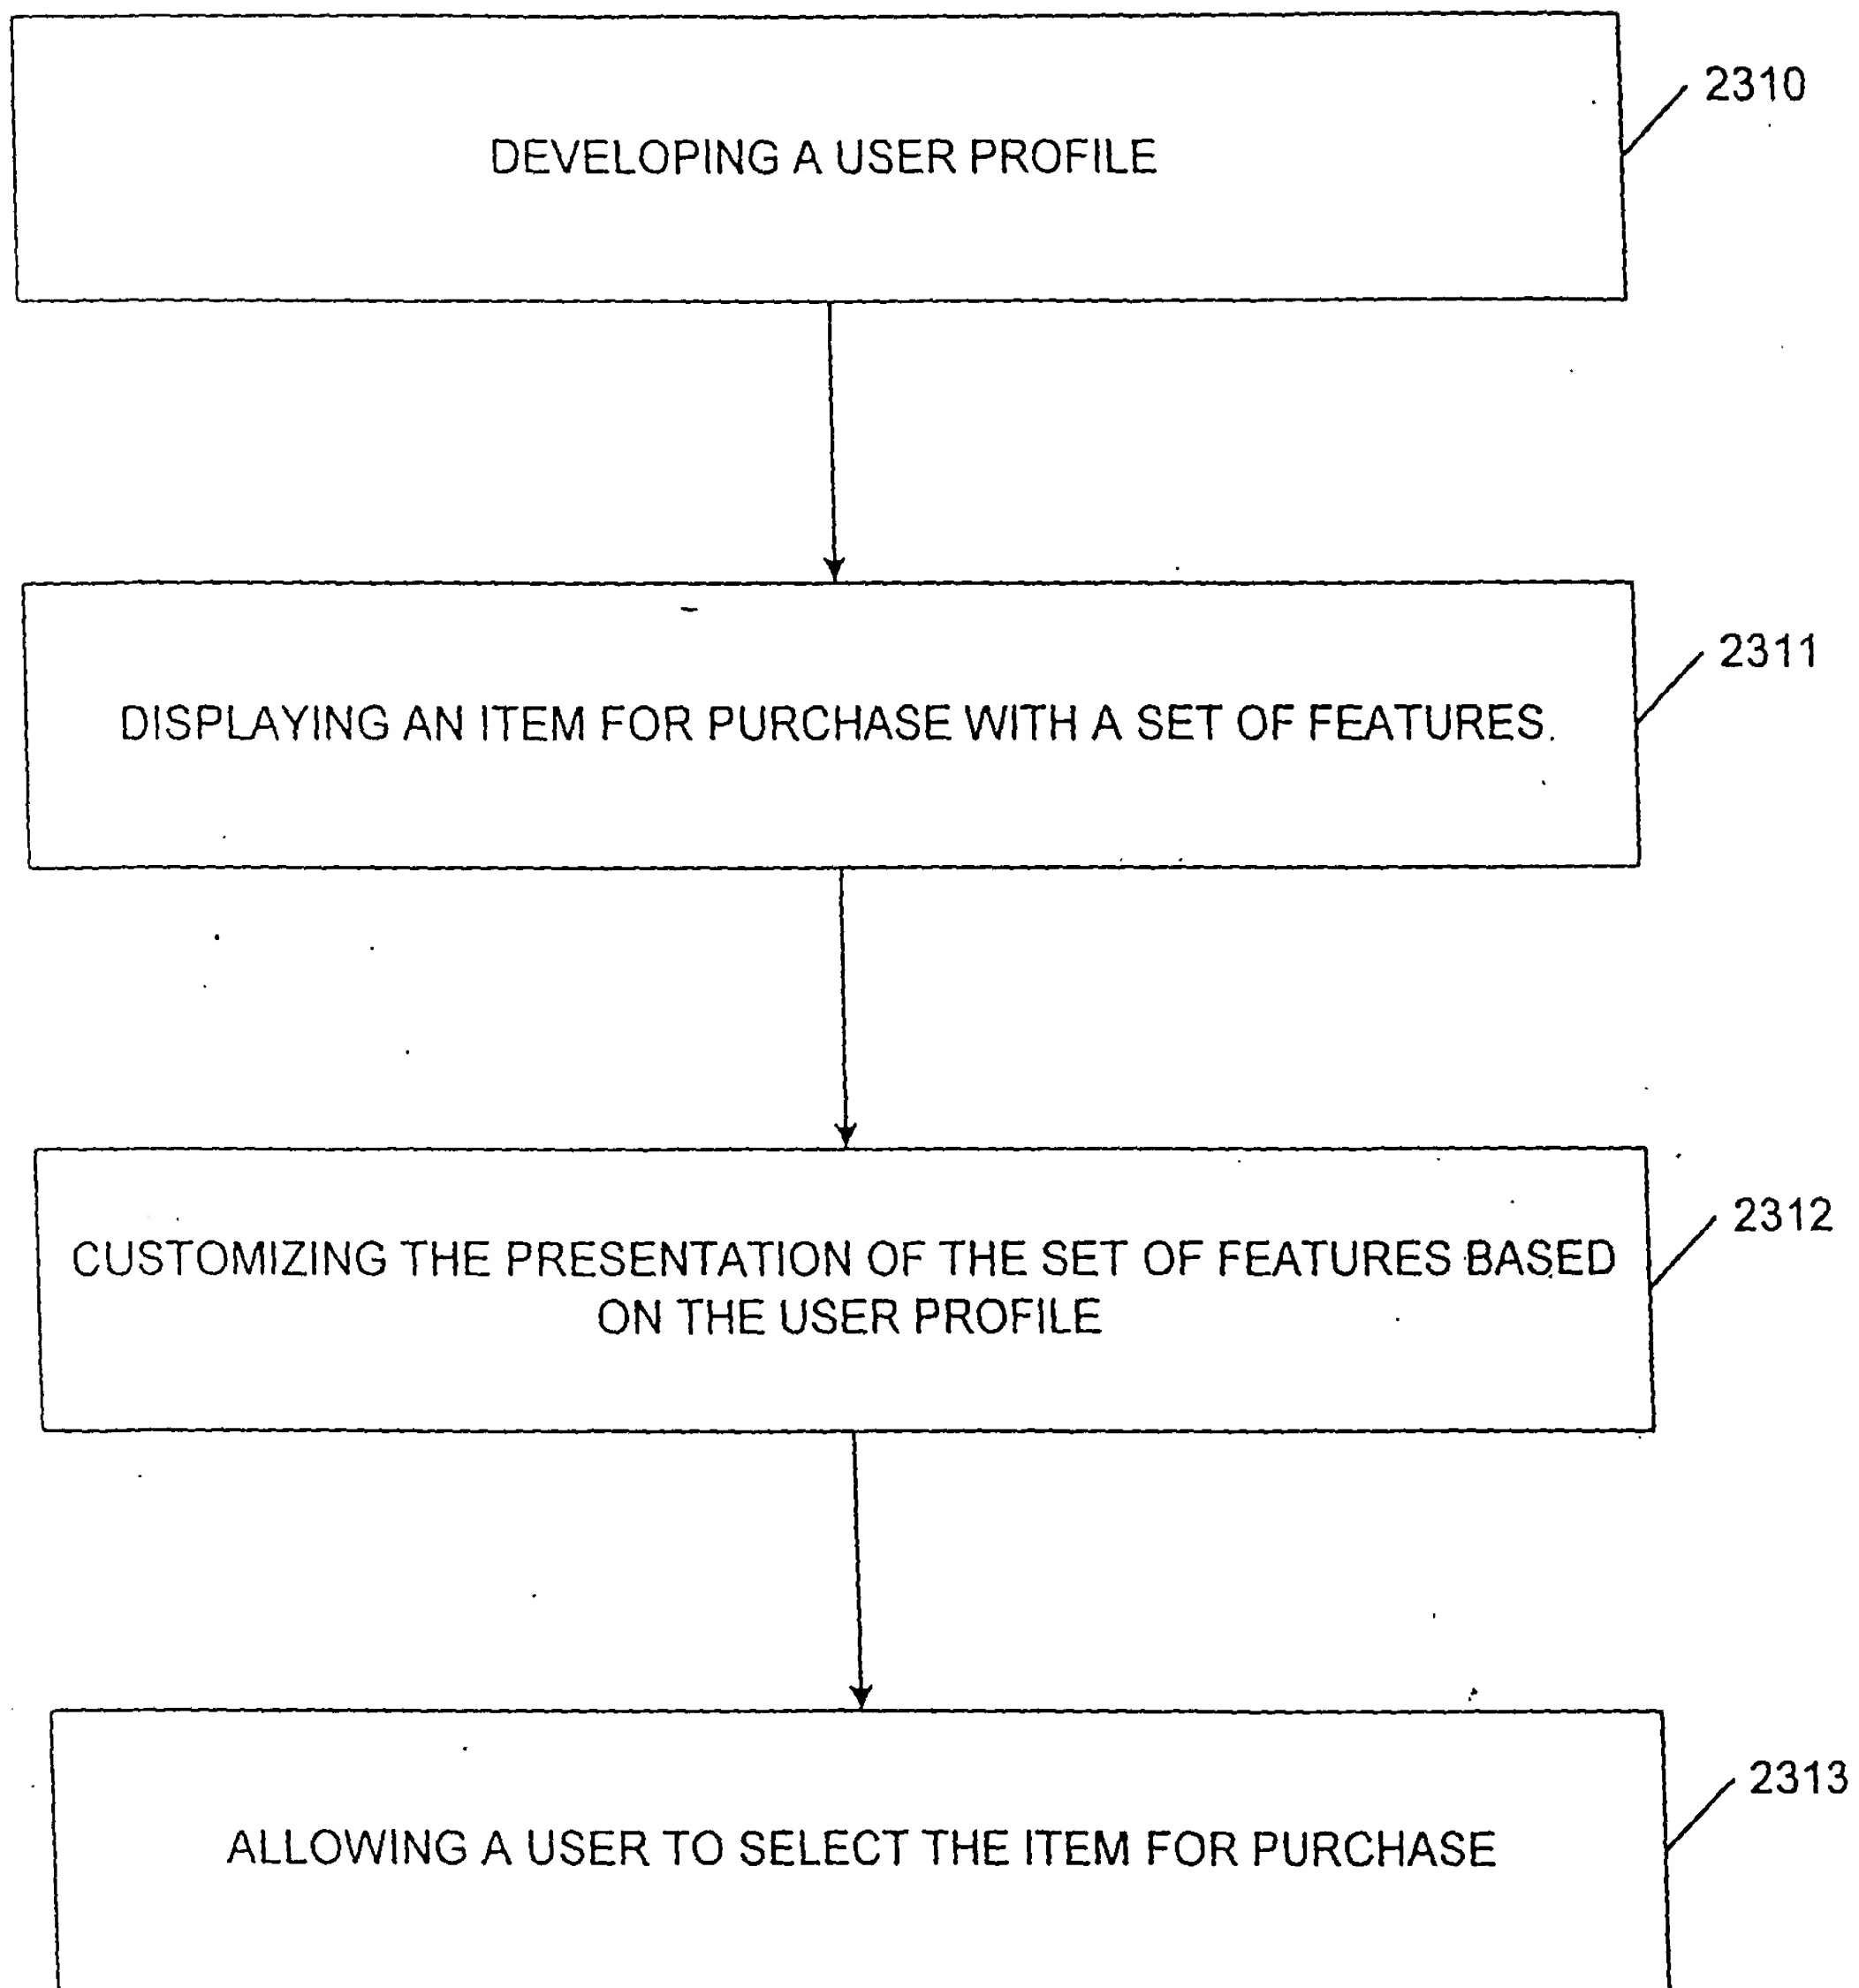 2310
DEVELOPING A USER PROFILE
2311
DISPLAYING AN ITEM FOR PURCHASE WITH A SET OF FEATURES.
2312
CUSTOMIZING THE PRESENTATION OF THE SET OF FEATURES BASED
ON THE USER PROFILE
2313
ALLOWING A USER TO SELECT THE ITEM FOR PURCHASE